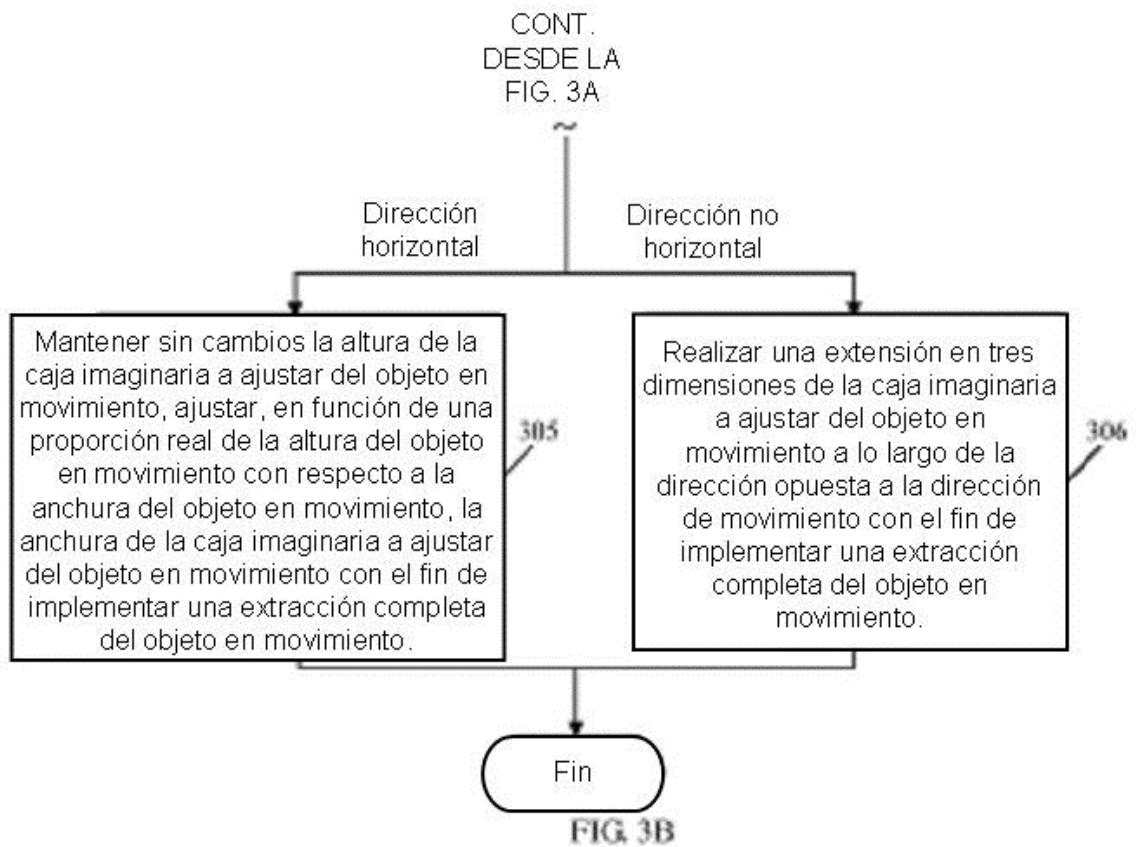 CONT.
DESDE LA
FIG. 3A
~
Dirección
horizontal
Dirección no
horizontal
Mantener sin cambios la altura de la
caja imaginaria a ajustar del objeto en
movimiento, ajustar, en función de una
proporción real de la altura del objeto
en movimiento con respecto a la
anchura del objeto en movimiento, la
anchura de la caja imaginaria a ajustar
del objeto en movimiento con el fin de
implementar una extracción completa
del objeto en movimiento.
305
Realizar una extensión en tres
dimensiones de la caja imaginaria
a ajustar del objeto en
movimiento a lo largo de la
dirección opuesta a la dirección
de movimiento con el fin de
implementar una extracción
completa del objeto en
movimiento.
306
Fin
FIG. 3B